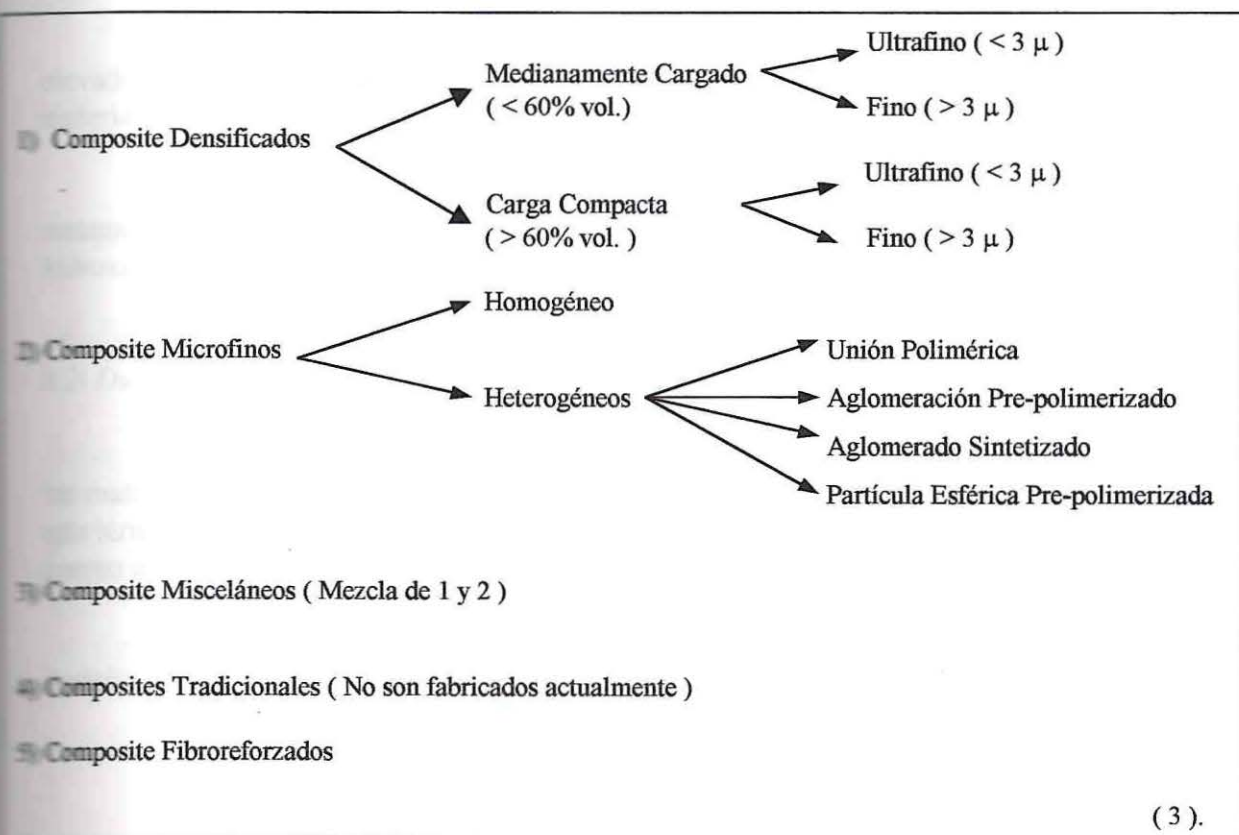 Ultrafino ( < 3 µ )
Medianamente Cargado
( < 60% vol.)
Fino ( > 3 µ )
Composite Densificados
Ultrafino ( < 3 µ )
Carga Compacta
( > 60% vol. )
Fino ( > 3 µ )
Homogéneo
2) Composite Microfinos
Unión Polimérica
Heterogéneos
Aglomeración Pre-polimerizado
Aglomerado Sintetizado
Partícula Esférica Pre-polimerizada
Composite Misceláneos ( Mezcla de 1 y 2 )
Composites Tradicionales ( No son fabricados actualmente )
Composite Fibroreforzados
( 3 ).